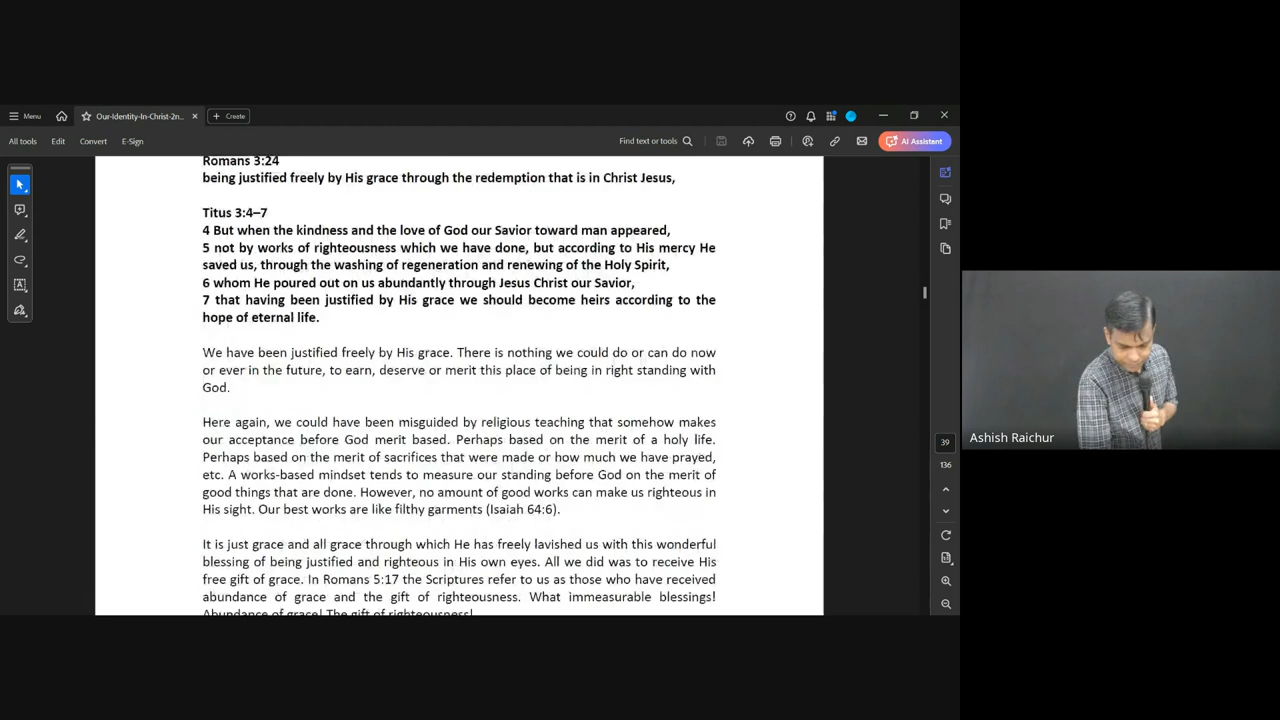 Menu
Our-Identity-In-Christ-2n...
Create
All tools
Edit
Convert
E-Sign
Find text or tools
AI Assistant
Romans 3:24
being justified freely by His grace through the redemption that is in Christ Jesus,
Titus 3:4–7
4 But when the kindness and the love of God our Savior toward man appeared,
5 not by works of righteousness which we have done, but according to His mercy He
saved us, through the washing of regeneration and renewing of the Holy Spirit,
6 whom He poured out on us abundantly through Jesus Christ our Savior,
7 that having been justified by His grace we should become heirs according to the
hope of eternal life.
We have been justified freely by His grace. There is nothing we could do or can do now
or ever in the future, to earn, deserve or merit this place of being in right standing with
God.
Here again, we could have been misguided by religious teaching that somehow makes
our acceptance before God merit based. Perhaps based on the merit of a holy life.
Perhaps based on the merit of sacrifices that were made or how much we have prayed,
etc. A works-based mindset tends to measure our standing before God on the merit of
good things that are done. However, no amount of good works can make us righteous in
His sight. Our best works are like filthy garments (Isaiah 64:6).
It is just grace and all grace through which He has freely lavished us with this wonderful
blessing of being justified and righteous in His own eyes. All we did was to receive His
free gift of grace. In Romans 5:17 the Scriptures refer to us as those who have received
abundance of grace and the gift of righteousness. What immeasurable blessings!
Abundance of grace! The gift of righteousness!
39
136
Ashish Raichur